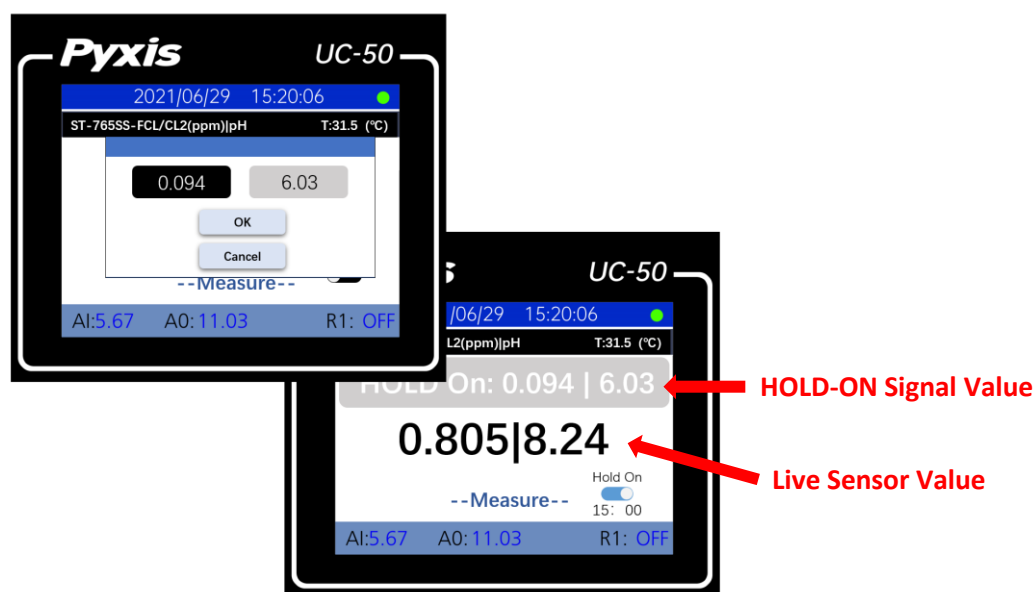 Pyxis UC-50
2021/06/29 15:20:06
ST-765SS-FCL/CL2(ppm)|pH T:31.5 (℃)
0.094 6.03
OK
Cancel
--Measure--
AI:5.67 A0:11.03 R1: OFF
s UC-50
/06/29 15:20:06
L2(ppm)|pH T:31.5 (℃)
HOLD On: 0.094 | 6.03
HOLD-ON Signal Value
0.805|8.24
Live Sensor Value
Hold On
--Measure--
15: 00
AI:5.67 A0:11.03 R1: OFF